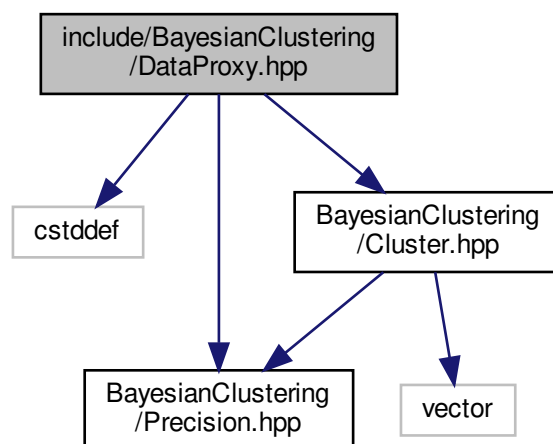 include/BayesianClustering
/DataProxy.hpp
cstddef
BayesianClustering
/Cluster.hpp
BayesianClustering
/Precision.hpp
vector